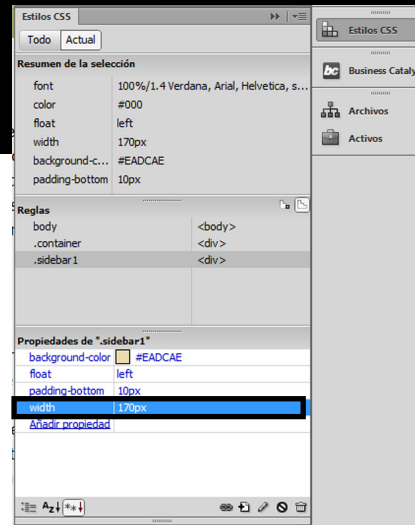 Estilos CSS
Todo Actual
Resumen de la selección
font 100%/1.4 Verdana, Arial, Helvetica, s...
color #000
float left
width 170px
background-c... #EADCAE
padding-bottom 10px
Reglas
body <body>
.container <div>
.sidebar1 <div>
Propiedades de ".sidebar1"
background-color #EADCAE
float left
padding-bottom 10px
width 170px
Añadir propiedad
Estilos CSS
Business Cataly
Archivos
Activos